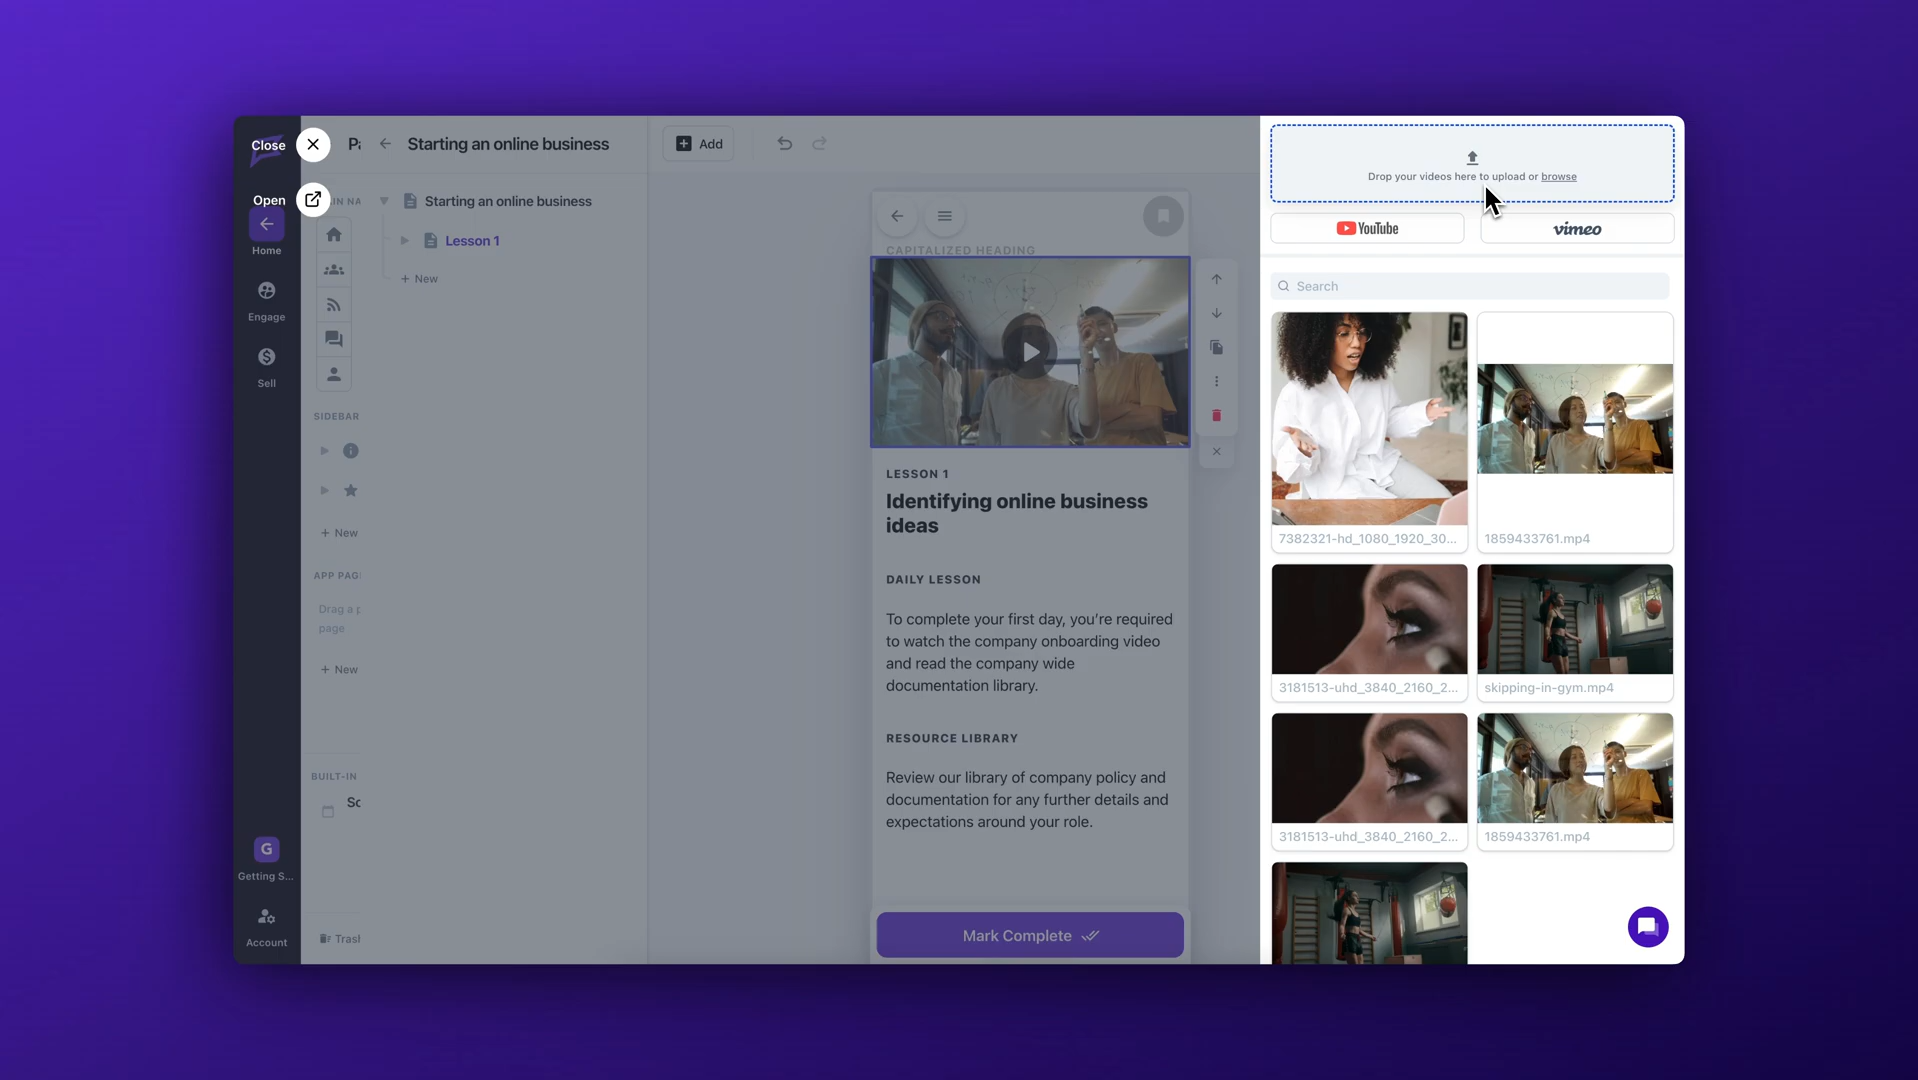 Close
Open
Home
Engage
$
Sell
G
Getting S...
Account
Starting an online business
SIDEBAR
+ New
APP PAG
Drag a p
page
+ New
BUILT-IN
Trash
Starting an online business
Lesson 1
+ New
Add
CAPITALIZED HEADING
LESSON 1
Identifying online business
ideas
DAILY LESSON
To complete your first day, you're required
to watch the company onboarding video
and read the company wide
documentation library.
RESOURCE LIBRARY
Review our library of company policy and
documentation for any further details and
expectations around your role.
Mark Complete
Drop your videos here to upload or browse
YouTube
vimeo
Search
7382321-hd_1080_1920_30...
1859433761.mp4
3181513-uhd_3840_2160_2...
skipping-in-gym.mp4
3181513-uhd_3840_2160_2...
1859433761.mp4